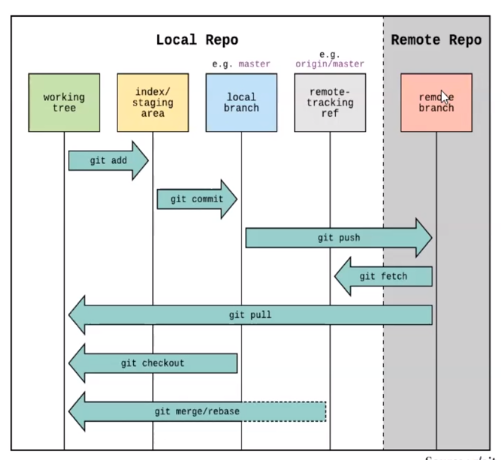 Local Repo
Remote Repo
e.g. master
e.g.
origin/master
working
tree
index/
staging
area
local
branch
remote-
tracking
ref
remote
branch
git add
git commit
git push
git fetch
git pull
git checkout
git merge/rebase